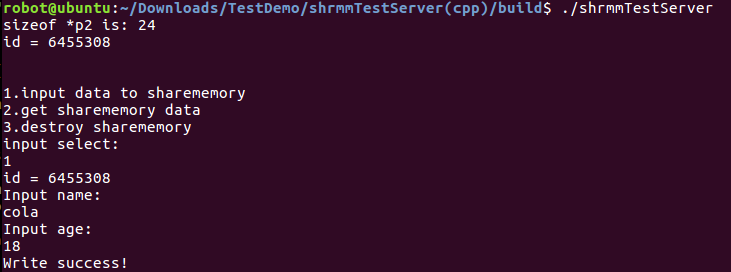 robot@ubuntu:~/Downloads/TestDemo/shrmmTestServer(cpp)/build$ ./shrmmTestServer
sizeof *p2 is: 24
id = 6455308
1.input data to sharememory
2.get sharememory data
3.destroy sharememory
input select:
1
id = 6455308
Input name:
cola
Input age:
18
Write success!